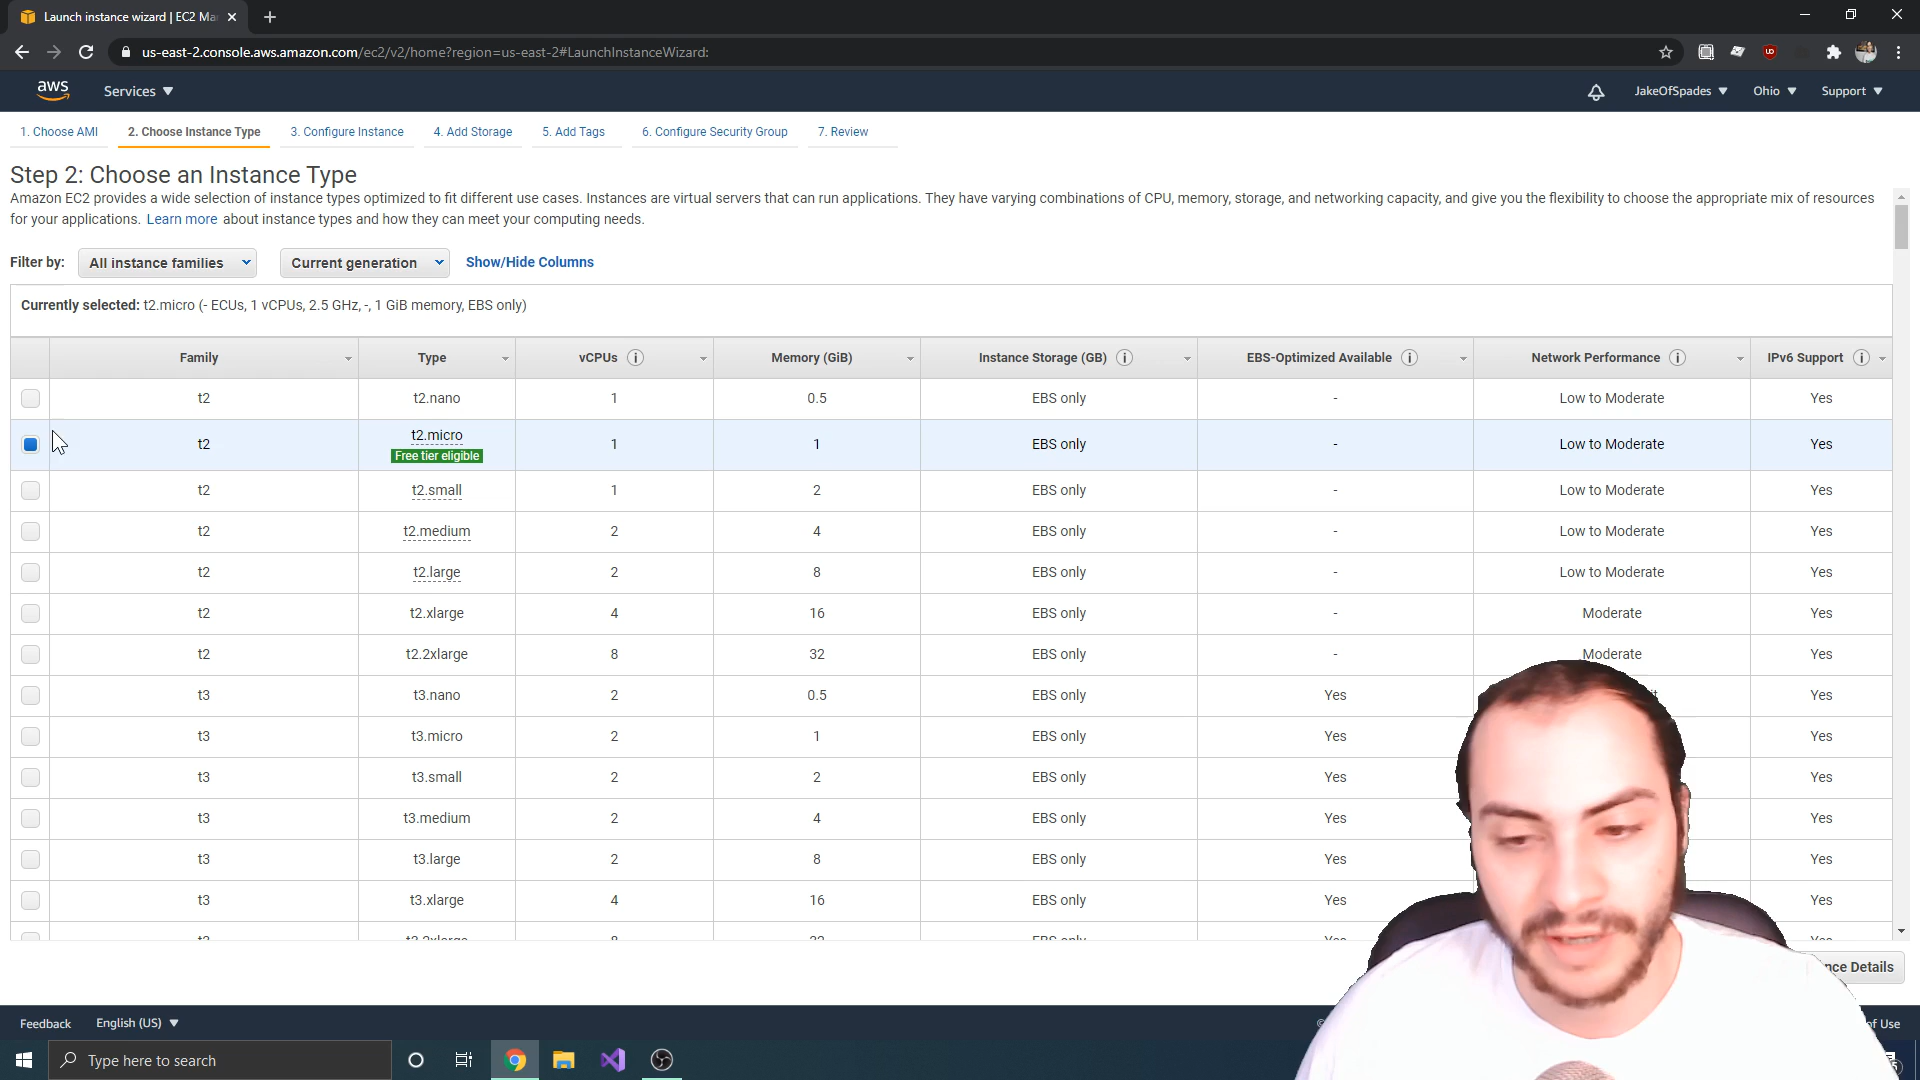 Launch instance wizard | EC2 Ma
us-east-2.console.aws.amazon.com/ec2/v2/home?region=us-east-2#LaunchInstanceWizard:
aws Services JakeOfSpades Ohio Support
1. Choose AMI 2. Choose Instance Type 3. Configure Instance 4. Add Storage 5. Add Tags 6. Configure Security Group 7. Review
Step 2: Choose an Instance Type
Amazon EC2 provides a wide selection of instance types optimized to fit different use cases. Instances are virtual servers that can run applications. They have varying combinations of CPU, memory, storage, and networking capacity, and give you the flexibility to choose the appropriate mix of resources
for your applications. Learn more about instance types and how they can meet your computing needs.
Filter by: All instance families Current generation Show/Hide Columns
Currently selected: t2.micro (- ECUs, 1 vCPUs, 2.5 GHz, -, 1 GiB memory, EBS only)
Family Type vCPUs i Memory (GiB) Instance Storage (GB) i EBS-Optimized Available i Network Performance i IPv6 Support i
t2 t2.nano 1 0.5 EBS only - Low to Moderate Yes
t2 t2.micro 1 1 EBS only - Low to Moderate Yes
Free tier eligible
t2 t2.small 1 2 EBS only - Low to Moderate Yes
t2 t2.medium 2 4 EBS only - Low to Moderate Yes
t2 t2.large 2 8 EBS only - Low to Moderate Yes
t2 t2.xlarge 4 16 EBS only - Moderate Yes
t2 t2.2xlarge 8 32 EBS only - Moderate Yes
t3 t3.nano 2 0.5 EBS only Yes Yes
t3 t3.micro 2 1 EBS only Yes Yes
t3 t3.small 2 2 EBS only Yes Yes
t3 t3.medium 2 4 EBS only Yes Yes
t3 t3.large 2 8 EBS only Yes Yes
t3 t3.xlarge 4 16 EBS only Yes Yes
t3 t3.2xlarge 8 32 EBS only Yes Yes
nce Details
Feedback English (US) © of Use
Type here to search